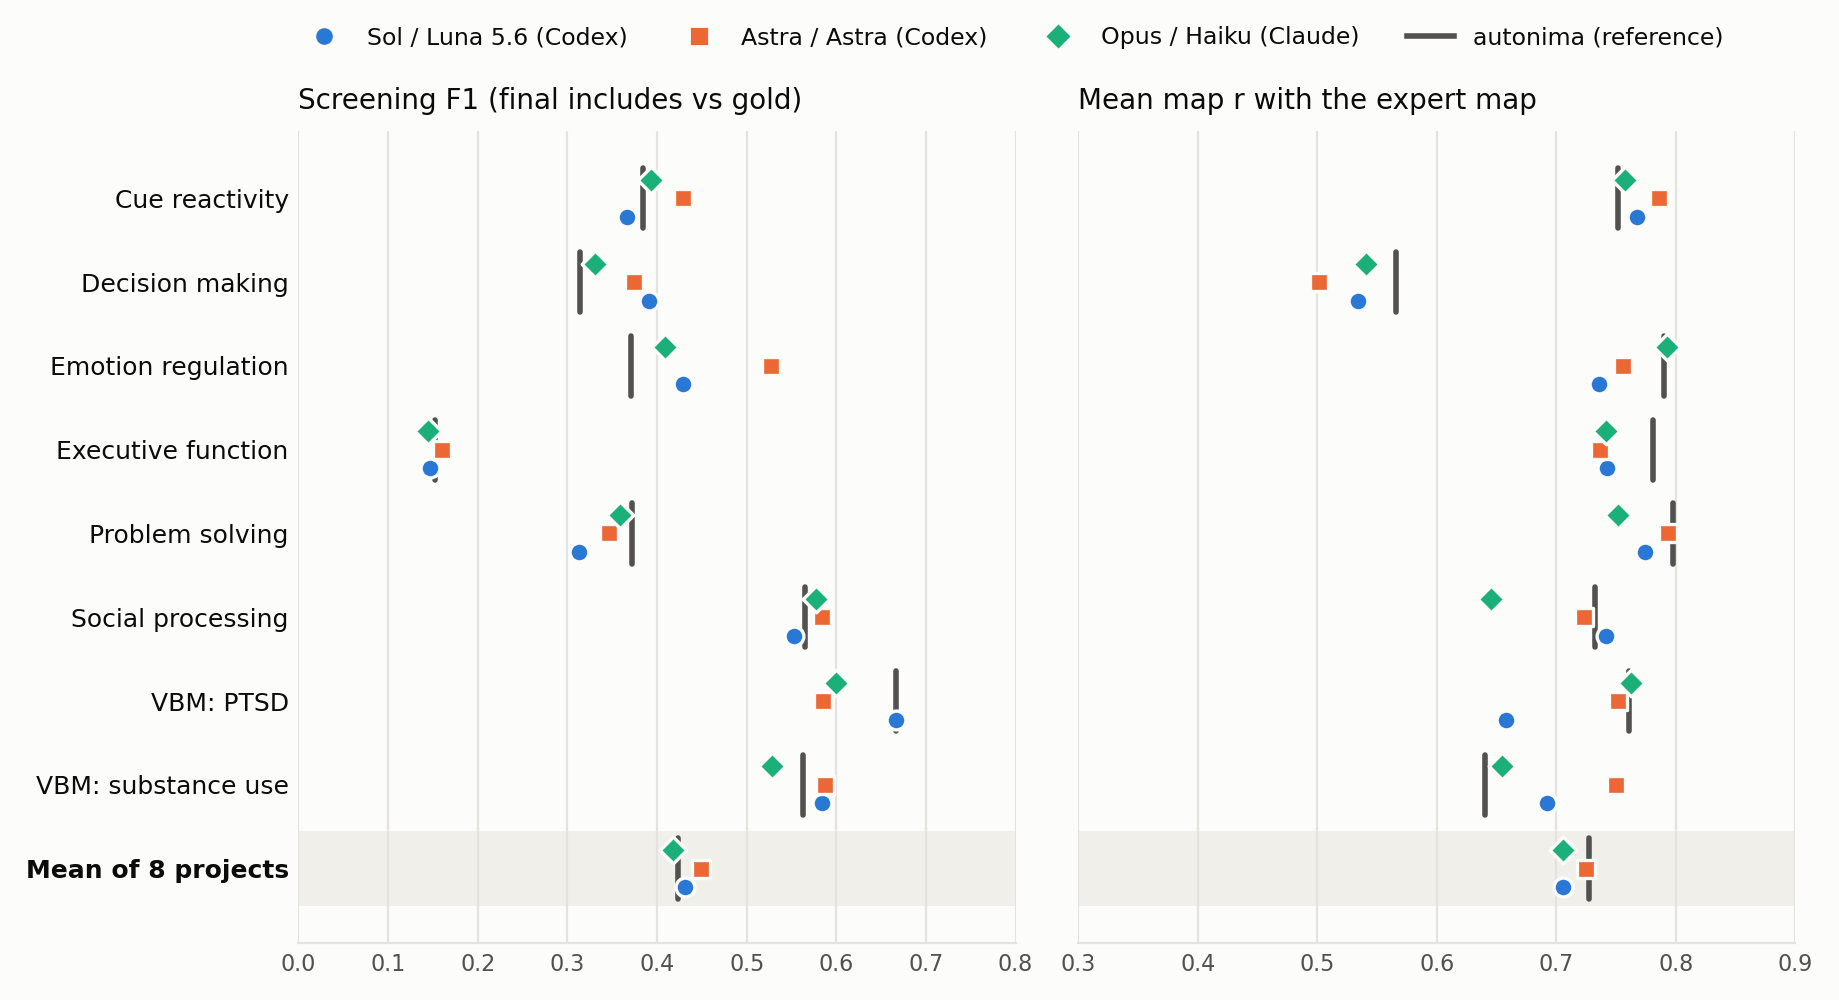 Sol / Luna 5.6 (Codex) Astra / Astra (Codex) Opus / Haiku (Claude) autonima (reference)
Screening F1 (final includes vs gold)
Mean map r with the expert map
Cue reactivity
Decision making
Emotion regulation
Executive function
Problem solving
Social processing
VBM: PTSD
VBM: substance use
Mean of 8 projects
0.0 0.1 0.2 0.3 0.4 0.5 0.6 0.7 0.8
0.3 0.4 0.5 0.6 0.7 0.8 0.9